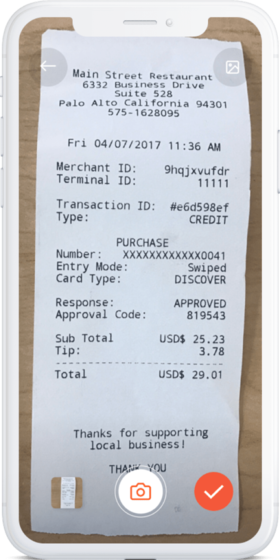 Main Street Restaurant
6332 Business Drive
Suite 528
Palo Alto California 94301
575-1628095
Fri 04/07/2017 11:36 AM
Merchant ID: 9hqjxvufdr
Terminal ID: 11111
Transaction ID: #e6d598ef
Type: CREDIT
PURCHASE
Number: XXXXXXXXXXXX0041
Entry Mode: Swiped
Card Type: DISCOVER
Response: APPROVED
Approval Code: 819543
Sub Total USD$ 25.23
Tip: 3.78
Total USD$ 29.01
Thanks for supporting
local business!
THANK YOU